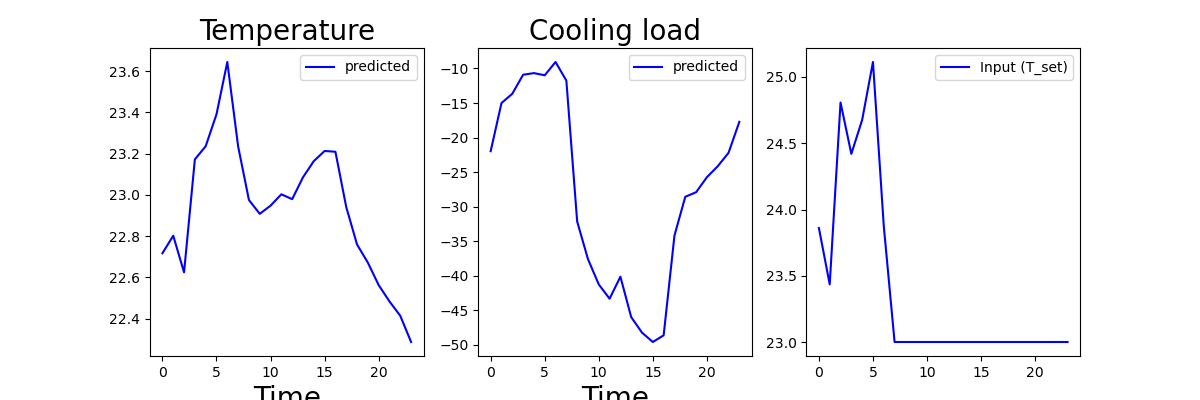 Temperature
Cooling load
predicted
predicted
Input (T_set)
23.6
23.4
23.2
23.0
22.8
22.6
22.4
−10
−15
−20
−25
−30
−35
−40
−45
−50
25.0
24.5
24.0
23.5
23.0
0 5 10 15 20
0 5 10 15 20
0 5 10 15 20
Time
Time